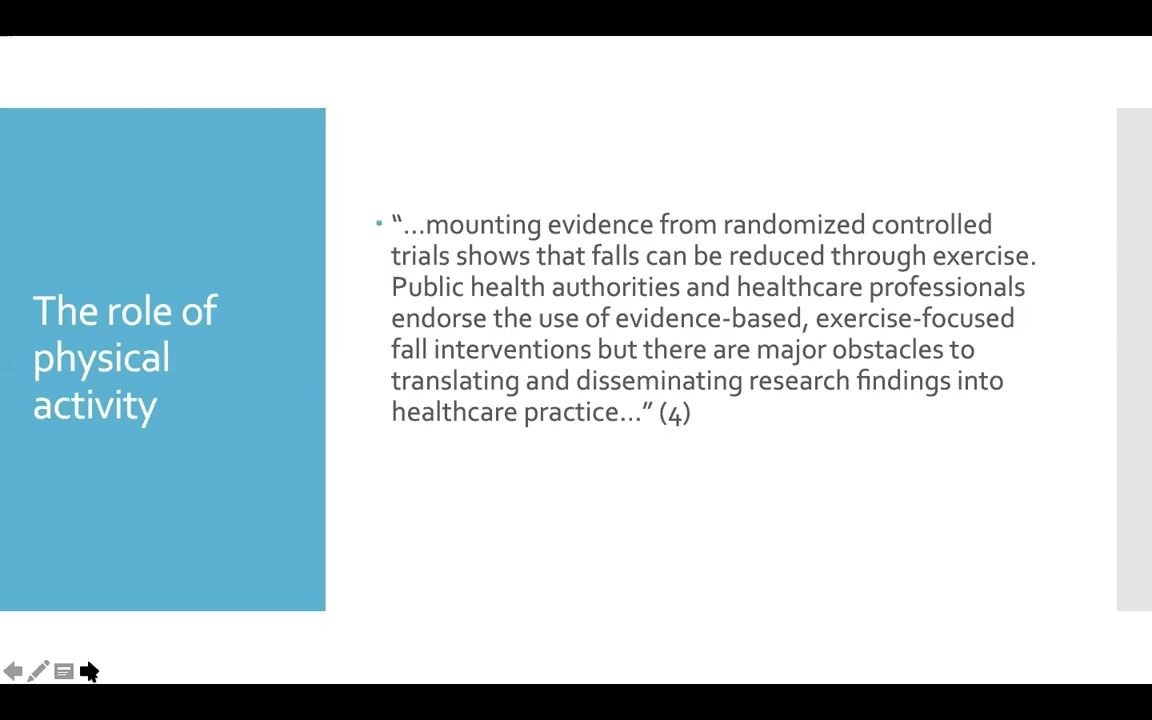 The role of
physical
activity
“…mounting evidence from randomized controlled
trials shows that falls can be reduced through exercise.
Public health authorities and healthcare professionals
endorse the use of evidence-based, exercise-focused
fall interventions but there are major obstacles to
translating and disseminating research findings into
healthcare practice…” (4)